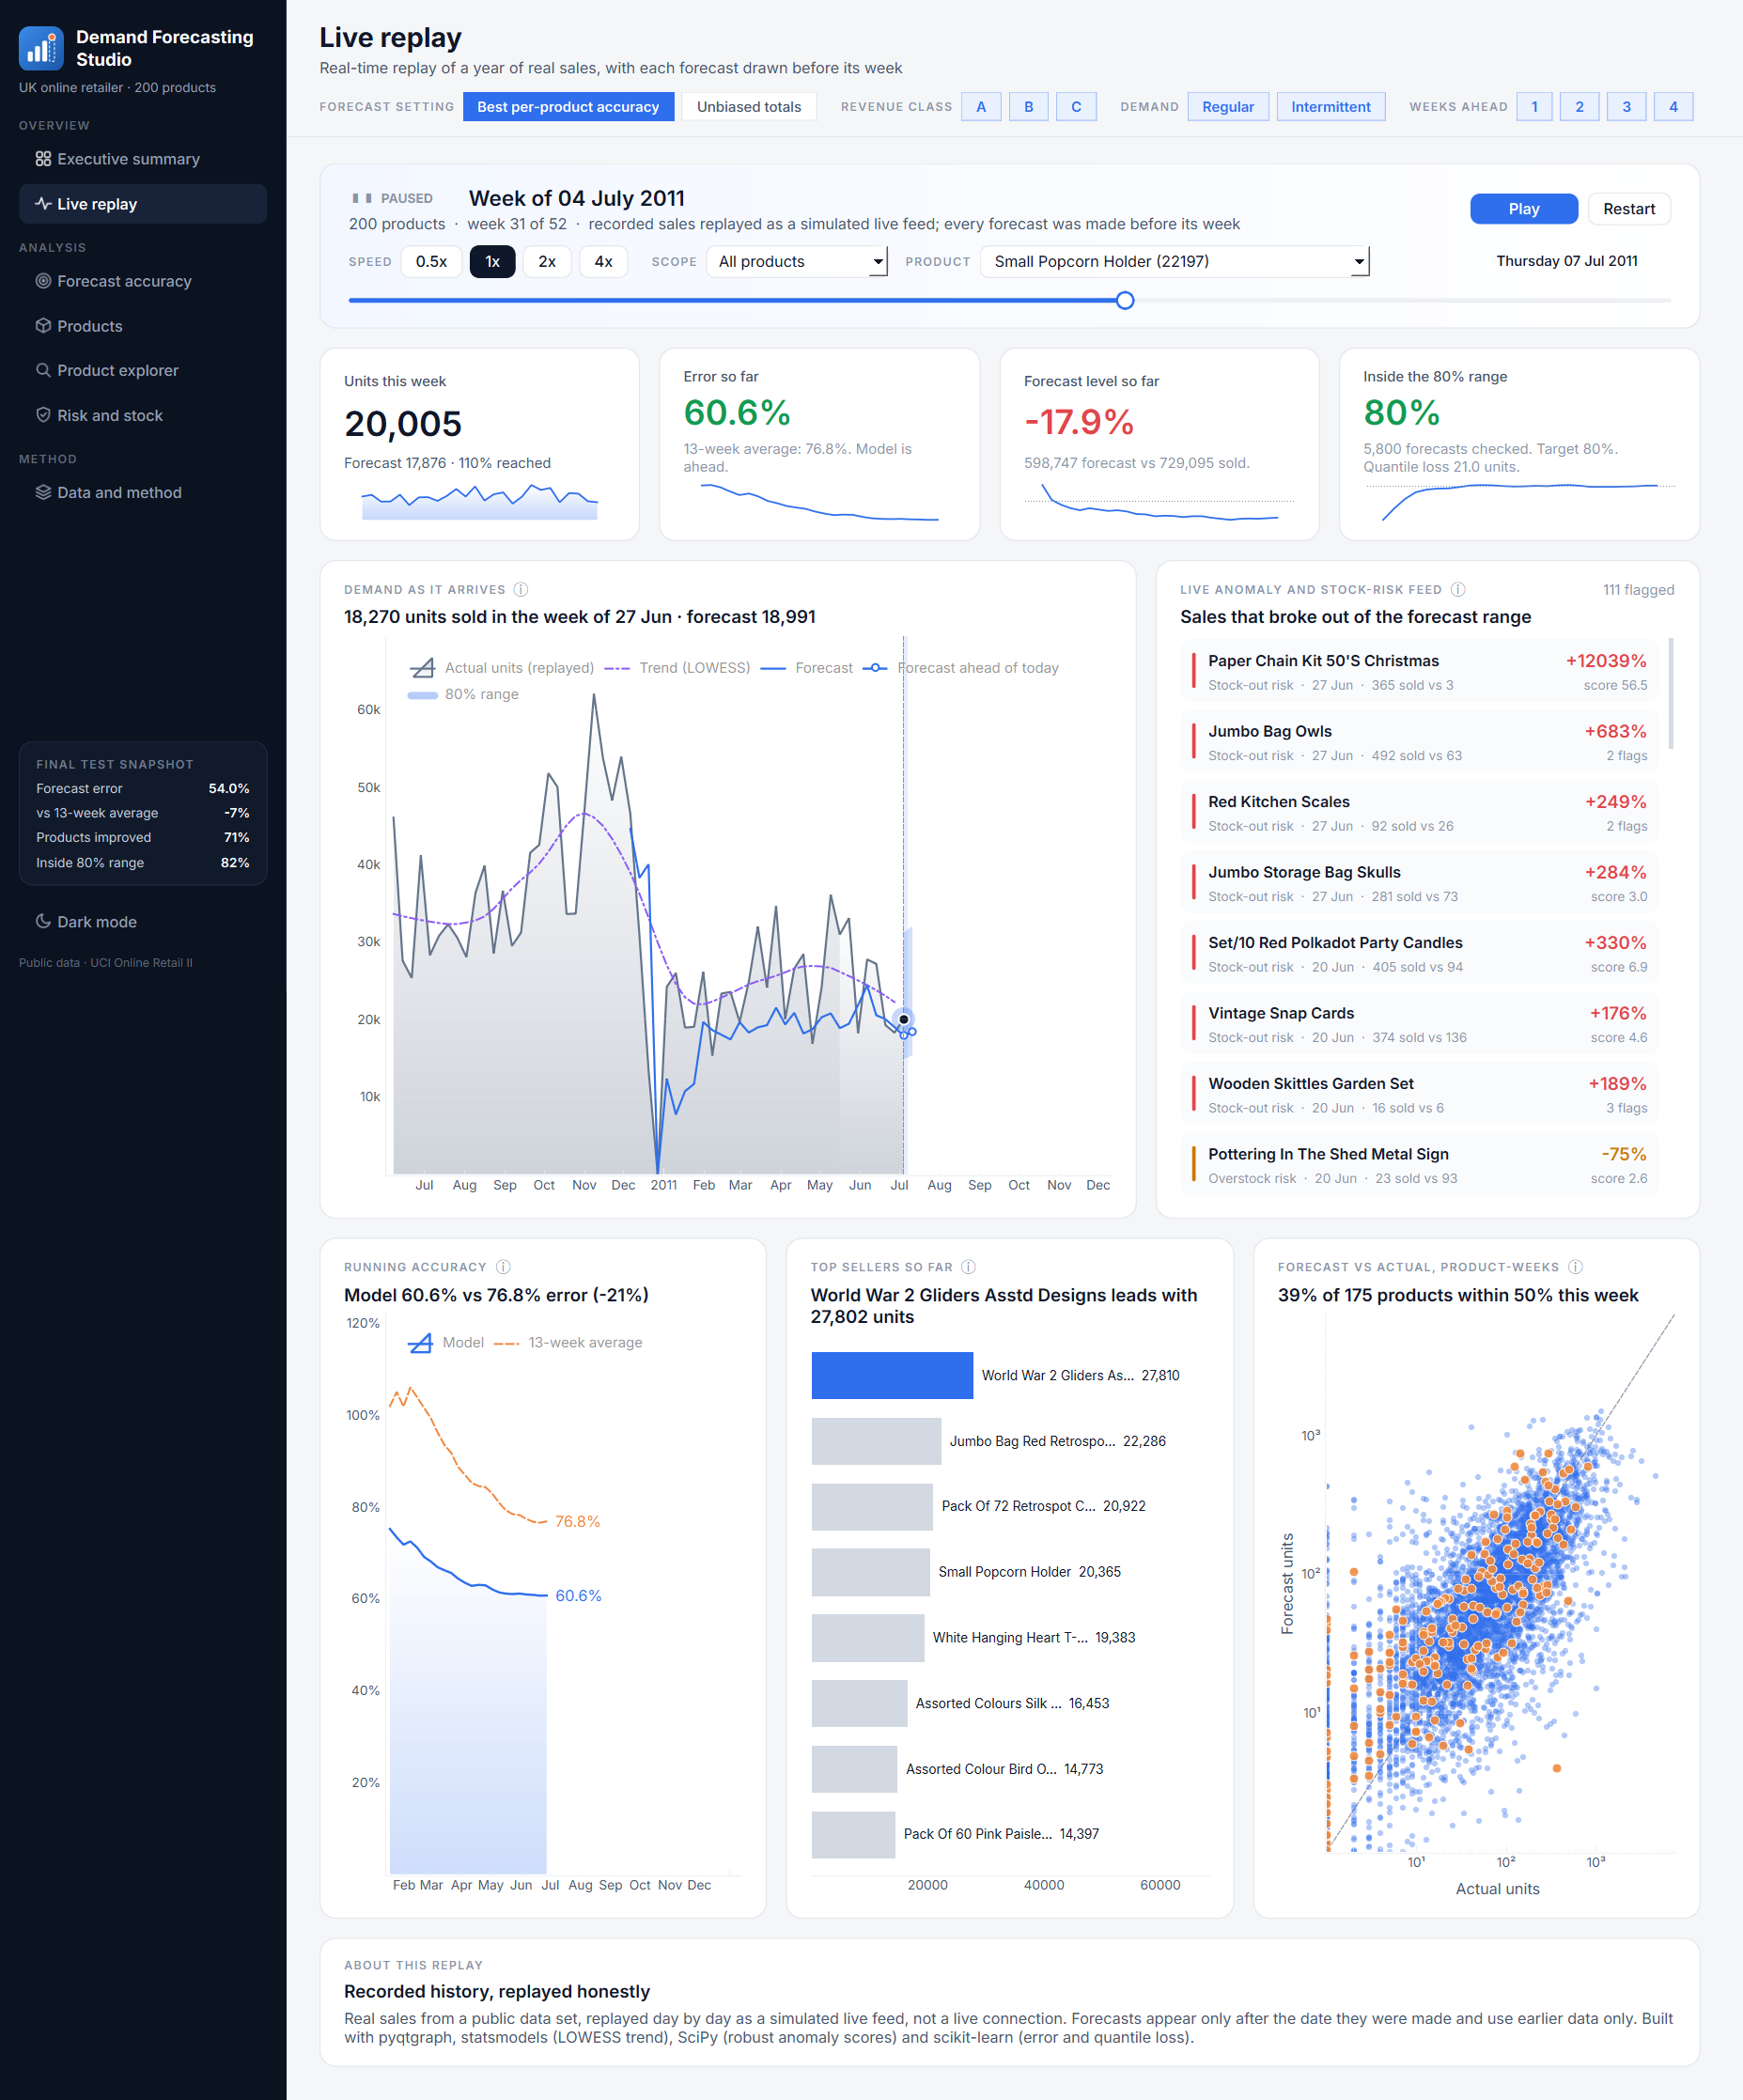 Demand Forecasting
Studio
UK online retailer · 200 products
OVERVIEW
Executive summary
Live replay
ANALYSIS
Forecast accuracy
Products
Product explorer
Risk and stock
METHOD
Data and method
FINAL TEST SNAPSHOT
Forecast error 54.0%
vs 13-week average -7%
Products improved 71%
Inside 80% range 82%
Dark mode
Public data · UCI Online Retail II
Live replay
Real-time replay of a year of real sales, with each forecast drawn before its week
FORECAST SETTING Best per-product accuracy Unbiased totals REVENUE CLASS A B C DEMAND Regular Intermittent WEEKS AHEAD 1 2 3 4
PAUSED Week of 04 July 2011
200 products · week 31 of 52 · recorded sales replayed as a simulated live feed; every forecast was made before its week
Play Restart
SPEED 0.5x 1x 2x 4x SCOPE All products PRODUCT Small Popcorn Holder (22197) Thursday 07 Jul 2011
Units this week
20,005
Forecast 17,876 · 110% reached
Error so far
60.6%
13-week average: 76.8%. Model is
ahead.
Forecast level so far
-17.9%
598,747 forecast vs 729,095 sold.
Inside the 80% range
80%
5,800 forecasts checked. Target 80%.
Quantile loss 21.0 units.
DEMAND AS IT ARRIVES ⓘ
18,270 units sold in the week of 27 Jun · forecast 18,991
Actual units (replayed) Trend (LOWESS) Forecast Forecast ahead of today
80% range
60k
50k
40k
30k
20k
10k
Jul Aug Sep Oct Nov Dec 2011 Feb Mar Apr May Jun Jul Aug Sep Oct Nov Dec
LIVE ANOMALY AND STOCK-RISK FEED ⓘ 111 flagged
Sales that broke out of the forecast range
Paper Chain Kit 50'S Christmas +12039%
Stock-out risk · 27 Jun · 365 sold vs 3 score 56.5
Jumbo Bag Owls +683%
Stock-out risk · 27 Jun · 492 sold vs 63 2 flags
Red Kitchen Scales +249%
Stock-out risk · 27 Jun · 92 sold vs 26 2 flags
Jumbo Storage Bag Skulls +284%
Stock-out risk · 27 Jun · 281 sold vs 73 score 3.0
Set/10 Red Polkadot Party Candles +330%
Stock-out risk · 20 Jun · 405 sold vs 94 score 6.9
Vintage Snap Cards +176%
Stock-out risk · 20 Jun · 374 sold vs 136 score 4.6
Wooden Skittles Garden Set +189%
Stock-out risk · 20 Jun · 16 sold vs 6 3 flags
Pottering In The Shed Metal Sign -75%
Overstock risk · 20 Jun · 23 sold vs 93 score 2.6
RUNNING ACCURACY ⓘ
Model 60.6% vs 76.8% error (-21%)
Model 13-week average
120%
100%
80%
60%
40%
20%
76.8%
60.6%
Feb Mar Apr May Jun Jul Aug Sep Oct Nov Dec
TOP SELLERS SO FAR ⓘ
World War 2 Gliders Asstd Designs leads with
27,802 units
World War 2 Gliders As... 27,810
Jumbo Bag Red Retrospo... 22,286
Pack Of 72 Retrospot C... 20,922
Small Popcorn Holder 20,365
White Hanging Heart T-... 19,383
Assorted Colours Silk ... 16,453
Assorted Colour Bird O... 14,773
Pack Of 60 Pink Paisle... 14,397
20000 40000 60000
FORECAST VS ACTUAL, PRODUCT-WEEKS ⓘ
39% of 175 products within 50% this week
Forecast units
10³
10²
10¹
10¹ 10² 10³
Actual units
ABOUT THIS REPLAY
Recorded history, replayed honestly
Real sales from a public data set, replayed day by day as a simulated live feed, not a live connection. Forecasts appear only after the date they were made and use earlier data only. Built
with pyqtgraph, statsmodels (LOWESS trend), SciPy (robust anomaly scores) and scikit-learn (error and quantile loss).